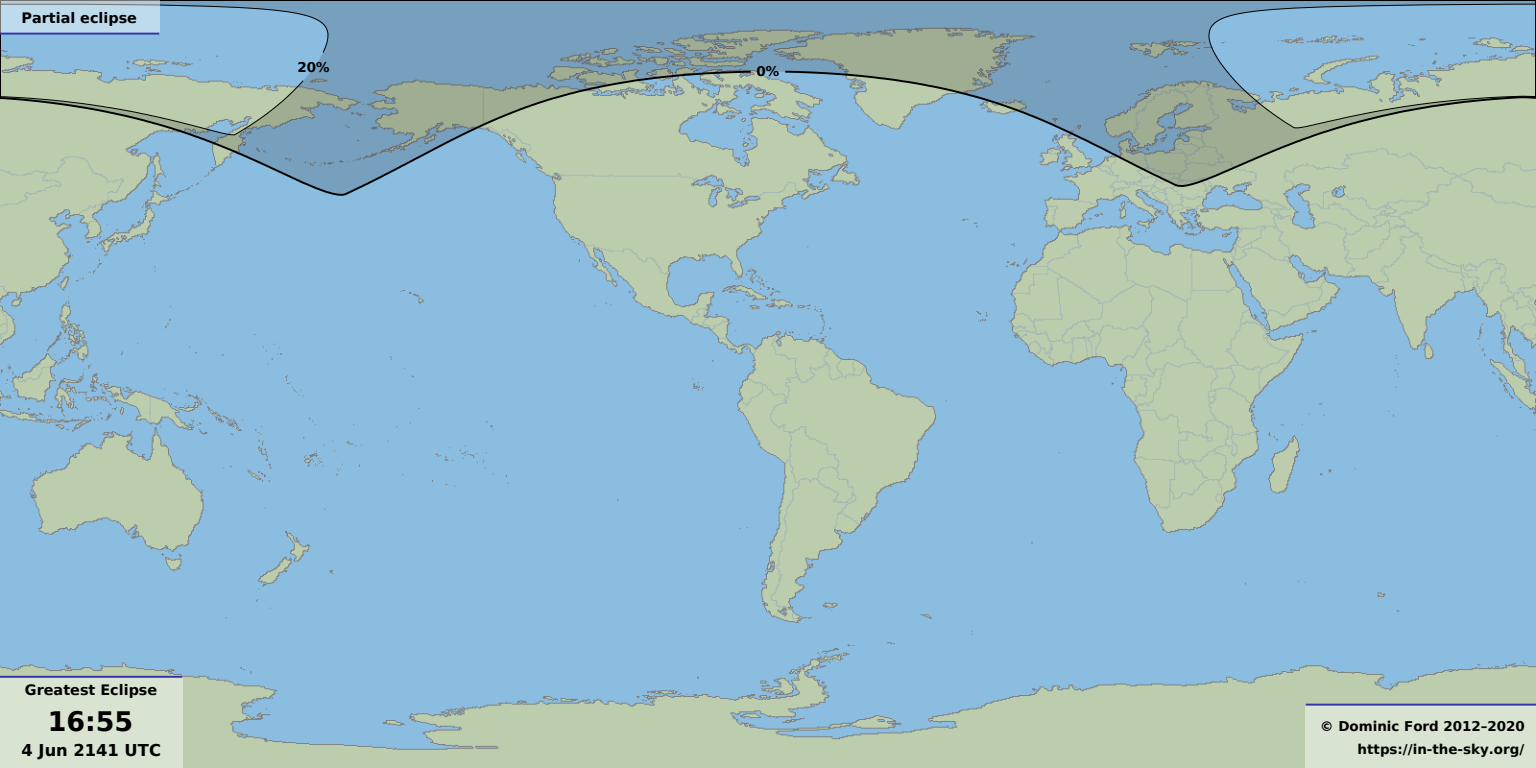 Partial eclipse
20%
0%
Greatest Eclipse
16:55
4 Jun 2141 UTC
© Dominic Ford 2012–2020
https://in-the-sky.org/